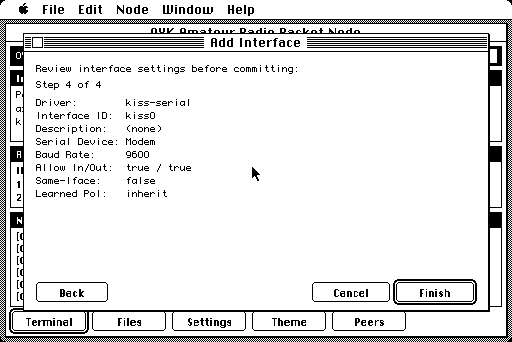 File Edit Node Window Help
Add Interface
Review interface settings before committing:
Step 4 of 4
Driver: kiss-serial
Interface ID: kiss0
Description: (none)
Serial Device: Modem
Baud Rate: 9600
Allow In/Out: true / true
Same-Iface: false
Learned Pol: inherit
Back Cancel Finish
Terminal Files Settings Theme Peers